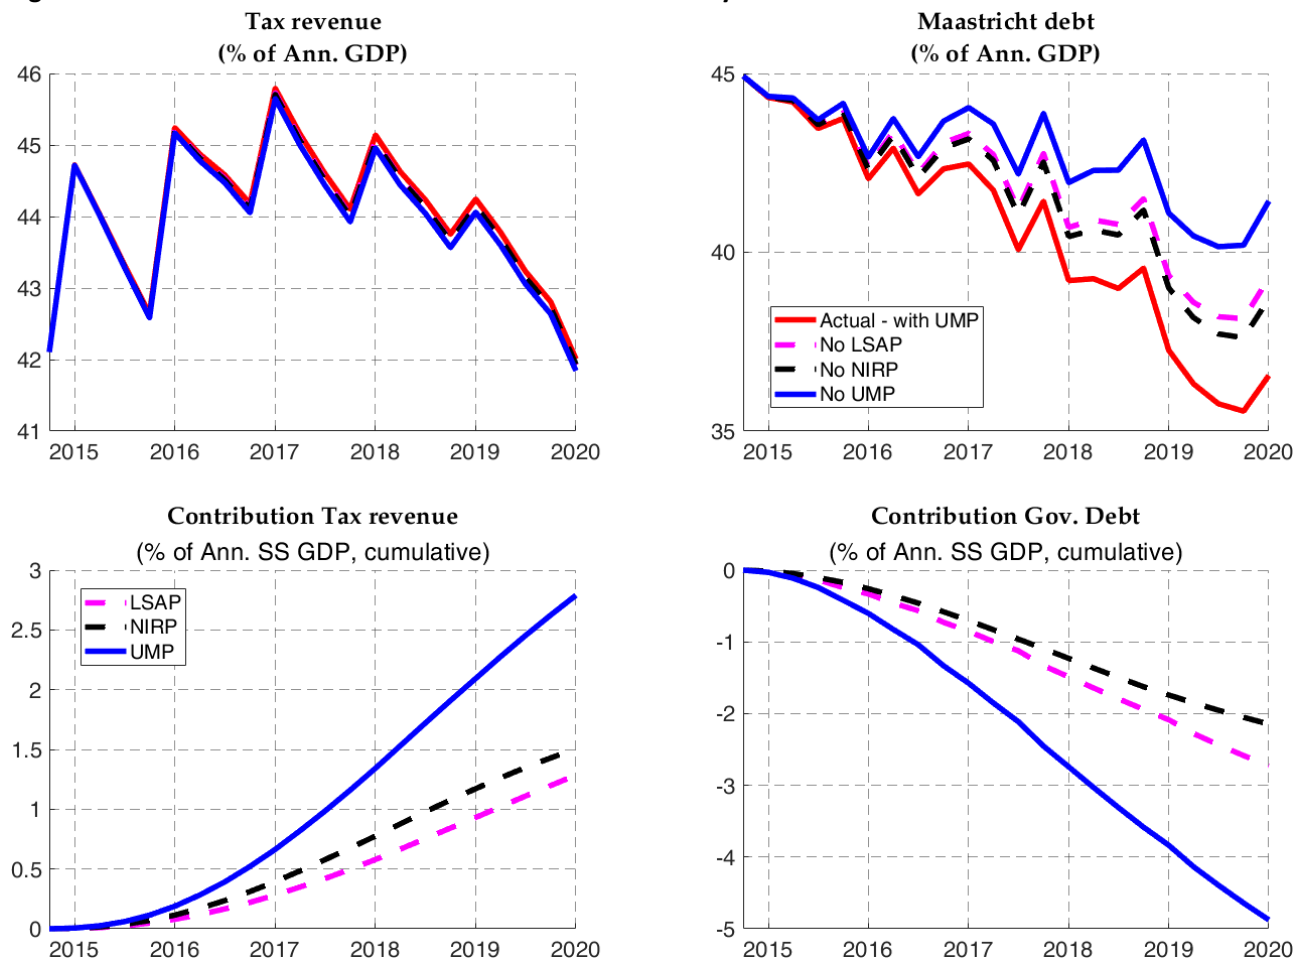 Tax revenue
(% of Ann. GDP)
46
45
44
43
42
41
2015 2016 2017 2018 2019 2020
Maastricht debt
(% of Ann. GDP)
45
40
35
Actual - with UMP
No LSAP
No NIRP
No UMP
2015 2016 2017 2018 2019 2020
Contribution Tax revenue
(% of Ann. SS GDP, cumulative)
3
2.5
2
1.5
1
0.5
0
LSAP
NIRP
UMP
2015 2016 2017 2018 2019 2020
Contribution Gov. Debt
(% of Ann. SS GDP, cumulative)
0
-1
-2
-3
-4
-5
2015 2016 2017 2018 2019 2020